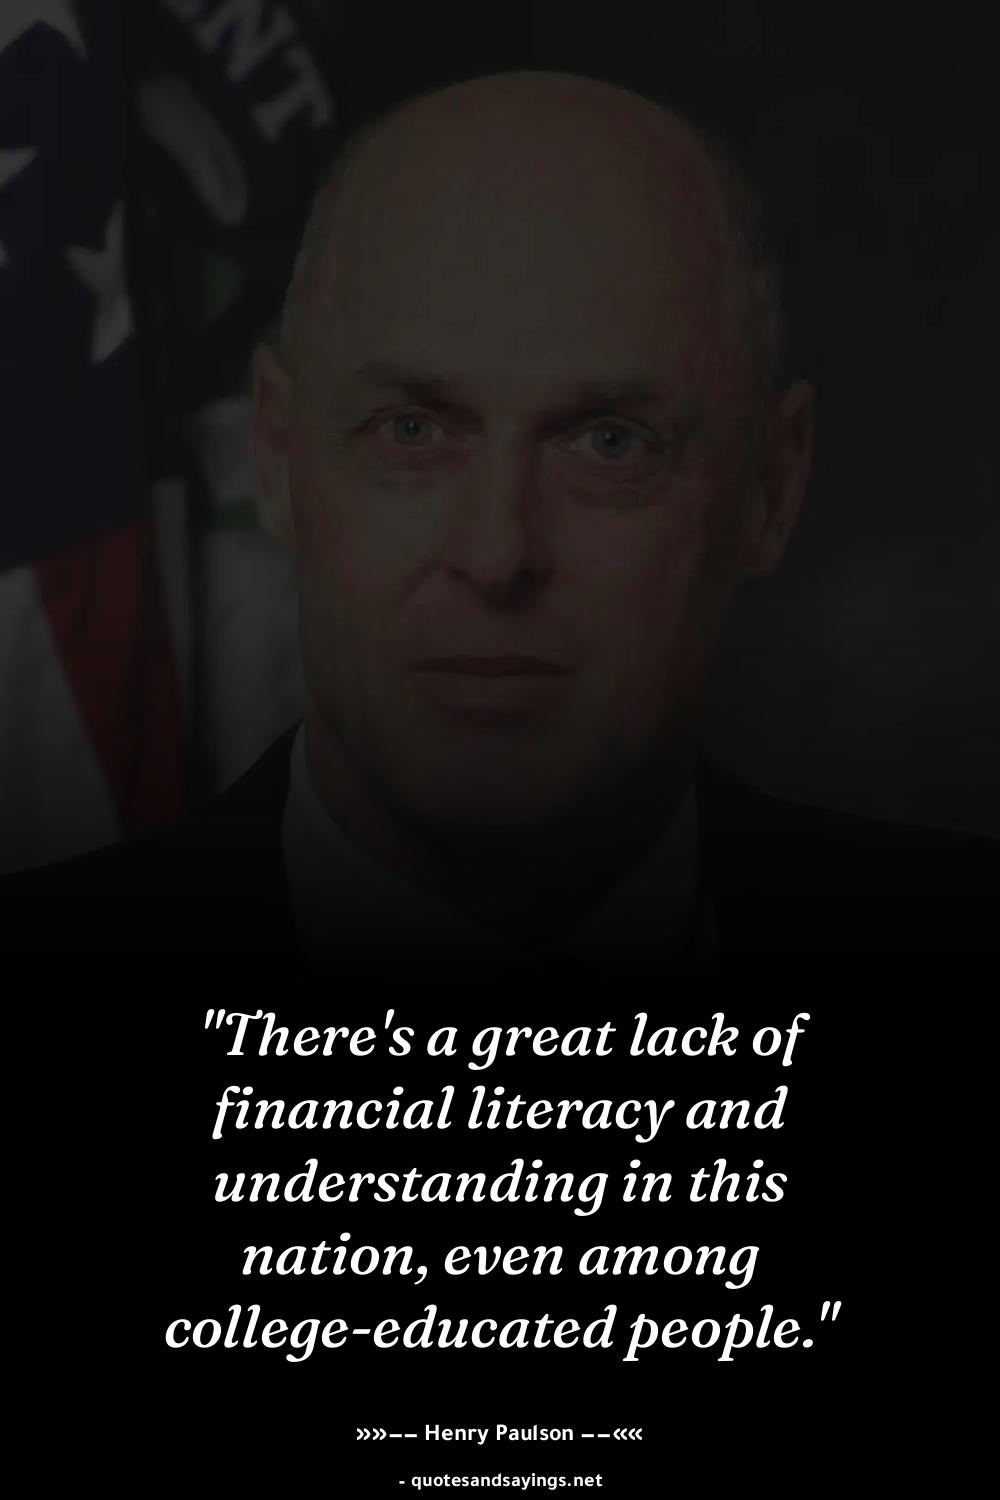 ENT
"There's a great lack of
financial literacy and
understanding in this
nation, even among
college-educated people."
»»–– Henry Paulson ––««
- quotesandsayings.net